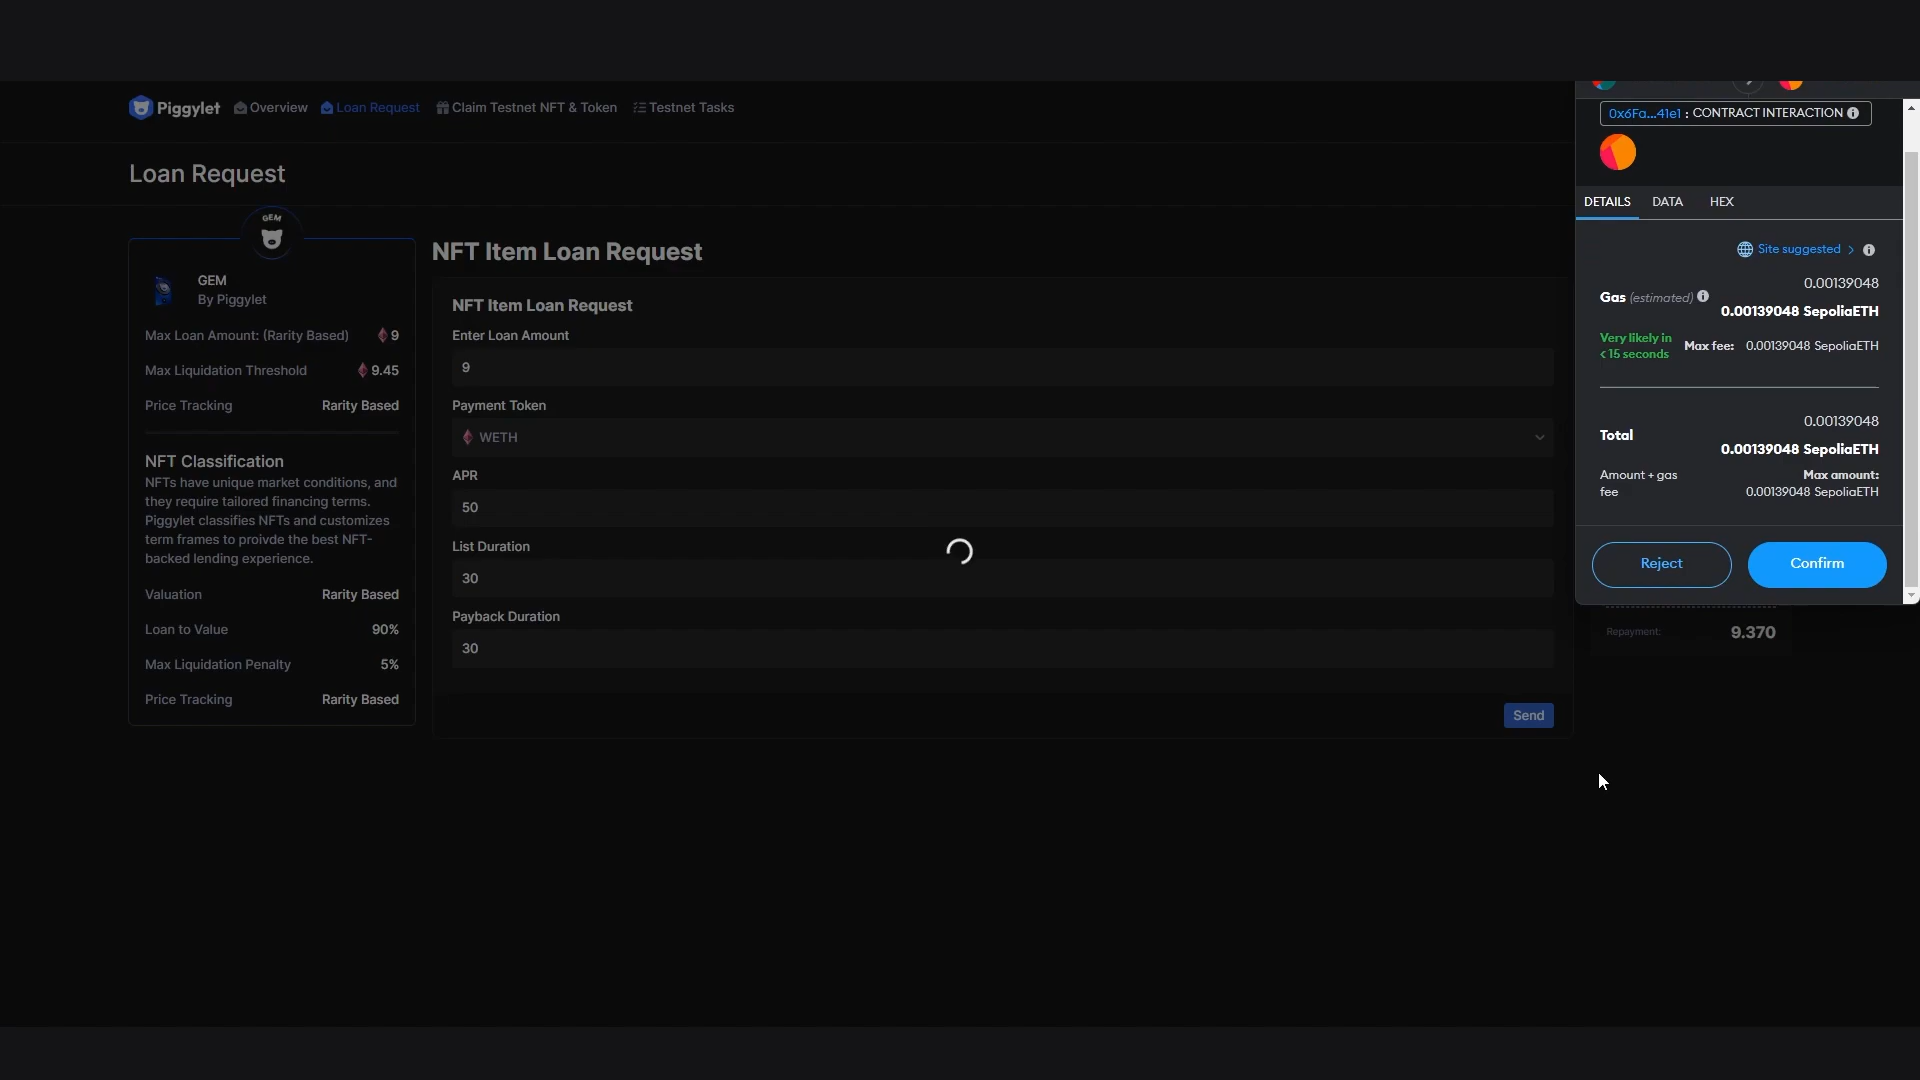 Piggylet
Overview
Loan Request
Claim Testnet NFT & Token
Testnet Tasks
Loan Request
GEM
GEM
By Piggylet
Max Loan Amount: (Rarity Based) 9
Max Liquidation Threshold 9.45
Price Tracking Rarity Based
NFT Classification
NFTs have unique market conditions, and
they require tailored financing terms.
Piggylet classifies NFTs and customizes
term frames to proivde the best NFT-
backed lending experience.
Valuation Rarity Based
Loan to Value 90%
Max Liquidation Penalty 5%
Price Tracking Rarity Based
NFT Item Loan Request
NFT Item Loan Request
Enter Loan Amount
9
Payment Token
WETH
APR
50
List Duration
30
Payback Duration
30
Send
0x6Fa...41e1 : CONTRACT INTERACTION
DETAILS DATA HEX
Site suggested >
0.00139048
Gas (estimated)
0.00139048 SepoliaETH
Very likely in
< 15 seconds
Max fee: 0.00139048 SepoliaETH
0.00139048
Total
0.00139048 SepoliaETH
Amount + gas
fee
Max amount:
0.00139048 SepoliaETH
Reject Confirm
Repayment: 9.370